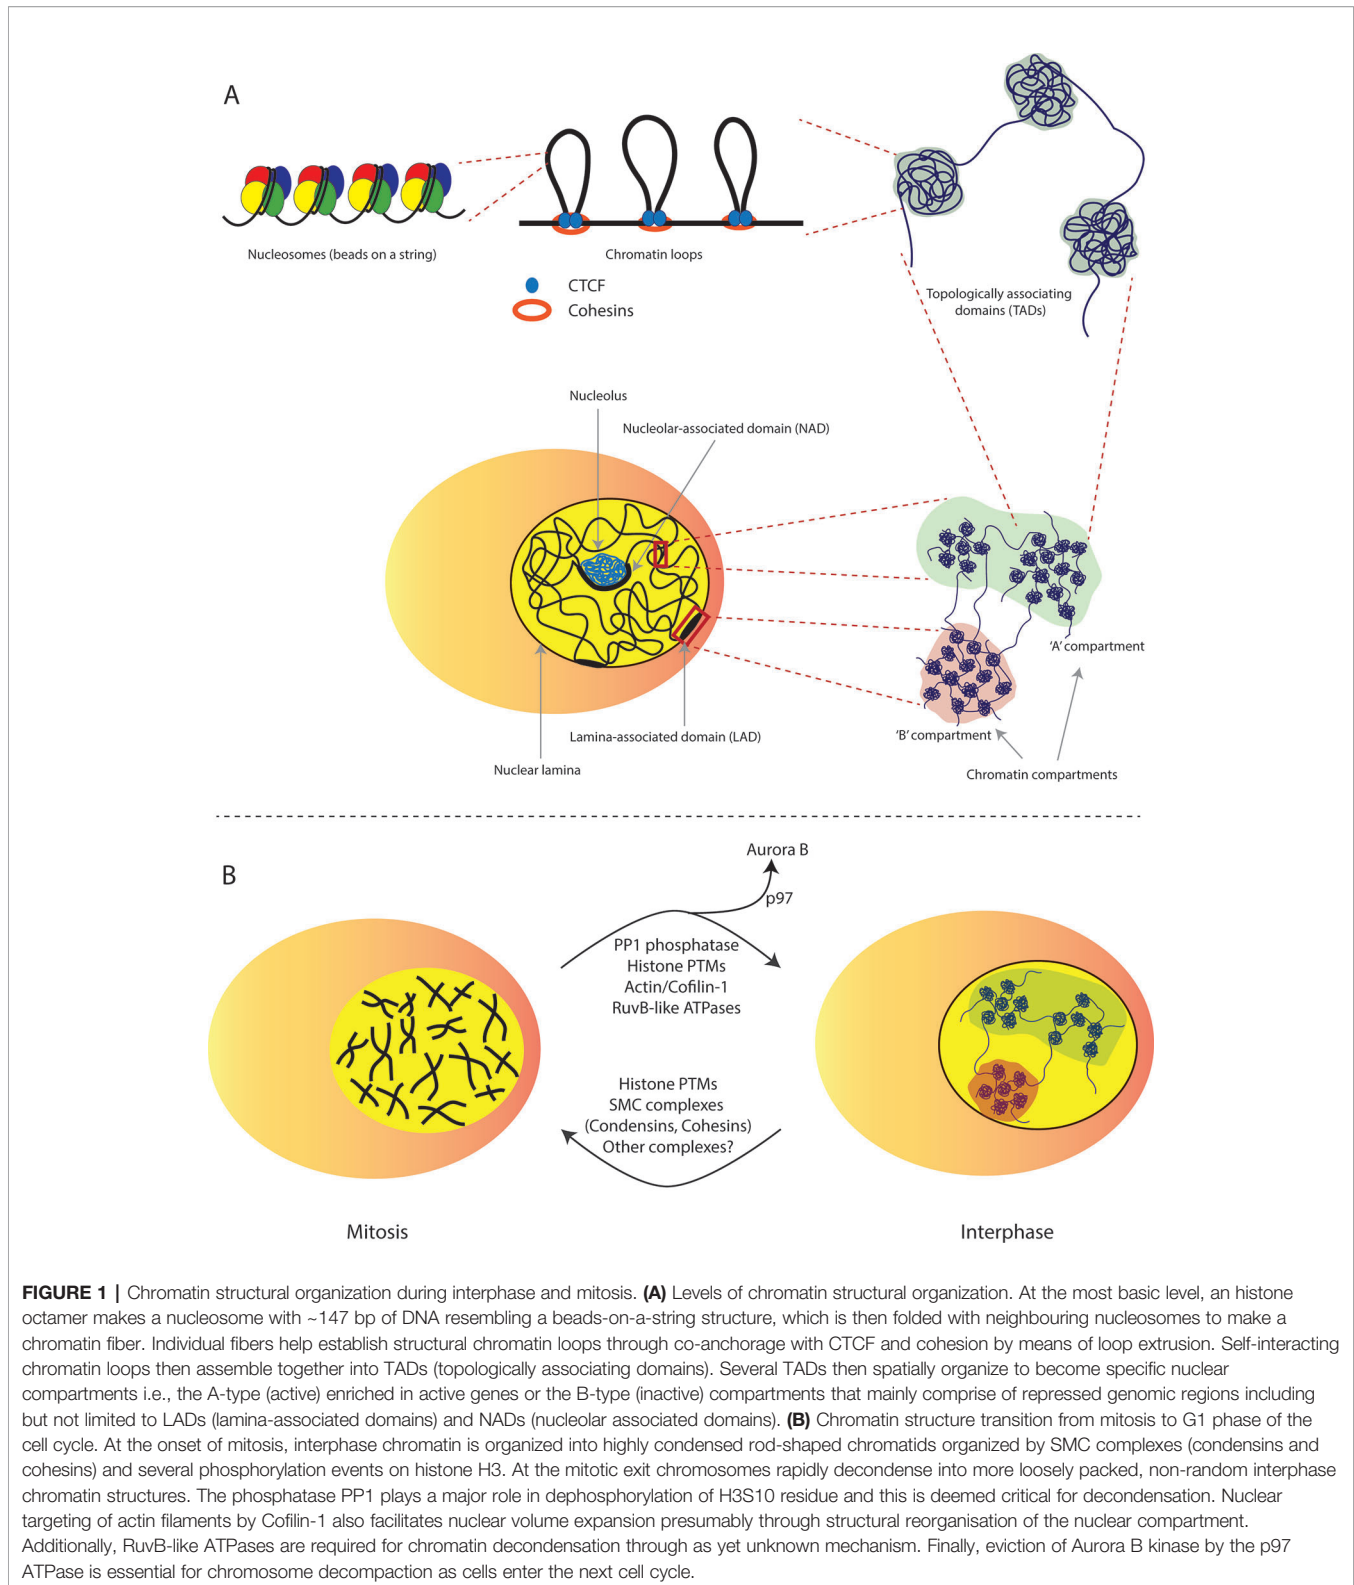 A
Nucleosomes (beads on a string)
Chromatin loops
CTCF
Cohesins
Topologically associating
domains (TADs)
Nucleolus
Nucleolar-associated domain (NAD)
'A' compartment
'B' compartment
Lamina-associated domain (LAD)
Nuclear lamina
Chromatin compartments
B
Aurora B
p97
PP1 phosphatase
Histone PTMs
Actin/Cofilin-1
RuvB-like ATPases
Histone PTMs
SMC complexes
(Condensins, Cohesins)
Other complexes?
Mitosis
Interphase
FIGURE 1 | Chromatin structural organization during interphase and mitosis. (A) Levels of chromatin structural organization. At the most basic level, an histone
octamer makes a nucleosome with ~147 bp of DNA resembling a beads-on-a-string structure, which is then folded with neighbouring nucleosomes to make a
chromatin fiber. Individual fibers help establish structural chromatin loops through co-anchorage with CTCF and cohesion by means of loop extrusion. Self-interacting
chromatin loops then assemble together into TADs (topologically associating domains). Several TADs then spatially organize to become specific nuclear
compartments i.e., the A-type (active) enriched in active genes or the B-type (inactive) compartments that mainly comprise of repressed genomic regions including
but not limited to LADs (lamina-associated domains) and NADs (nucleolar associated domains). (B) Chromatin structure transition from mitosis to G1 phase of the
cell cycle. At the onset of mitosis, interphase chromatin is organized into highly condensed rod-shaped chromatids organized by SMC complexes (condensins and
cohesins) and several phosphorylation events on histone H3. At the mitotic exit chromosomes rapidly decondense into more loosely packed, non-random interphase
chromatin structures. The phosphatase PP1 plays a major role in dephosphorylation of H3S10 residue and this is deemed critical for decondensation. Nuclear
targeting of actin filaments by Cofilin-1 also facilitates nuclear volume expansion presumably through structural reorganisation of the nuclear compartment.
Additionally, RuvB-like ATPases are required for chromatin decondensation through as yet unknown mechanism. Finally, eviction of Aurora B kinase by the p97
ATPase is essential for chromosome decompaction as cells enter the next cell cycle.